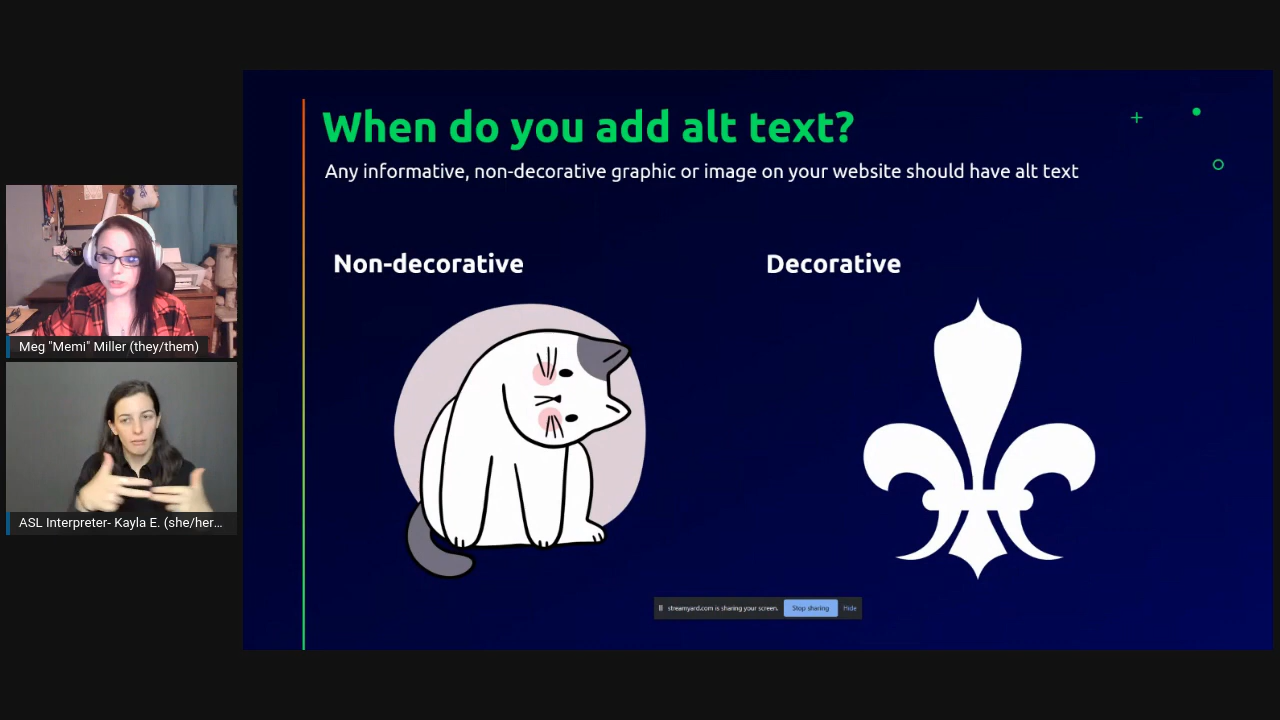 When do you add alt text?
Any informative, non-decorative graphic or image on your website should have alt text
Non-decorative
Decorative
Meg "Memi" Miller (they/them)
ASL Interpreter- Kayla E. (she/her...
streamyard.com is sharing your screen.
Stop sharing
Hide